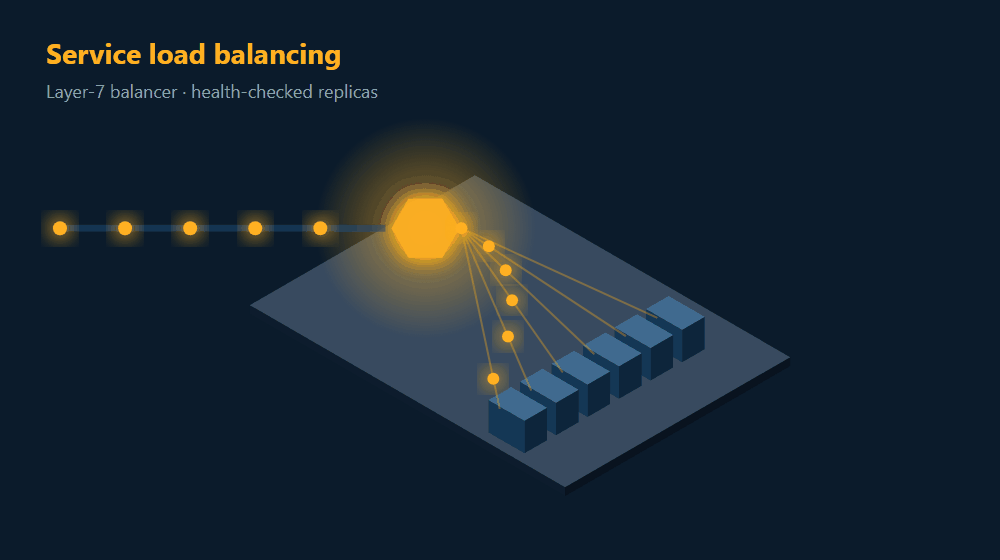 Service load balancing
Layer-7 balancer · health-checked replicas